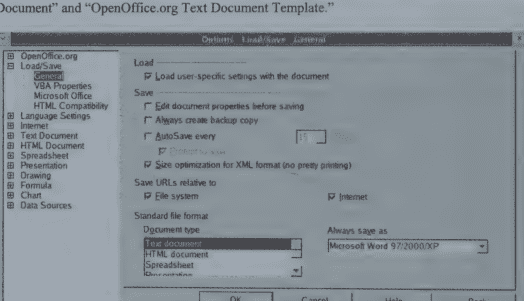 Document" and "OpenOffice.org Text Document Template."
Options Load/Save General
OpenOffice.org
Load/Save
General
VBA Properties
Microsoft Office
HTML Compatibility
Language Settings
Internet
Text Document
HTML Document
Spreadsheet
Presentation
Drawing
Formula
Chart
Data Sources
Load
Load user-specific settings with the document
Save
Edit document properties before saving
Always create backup copy
AutoSave every 15
Size optimization for XML format (no pretty printing)
Save URLs relative to
File system Internet
Standard file format
Document type Always save as
Text document Microsoft Word 97/2000/XP
HTML document
Spreadsheet
Presentation
OK Cancel Help Back